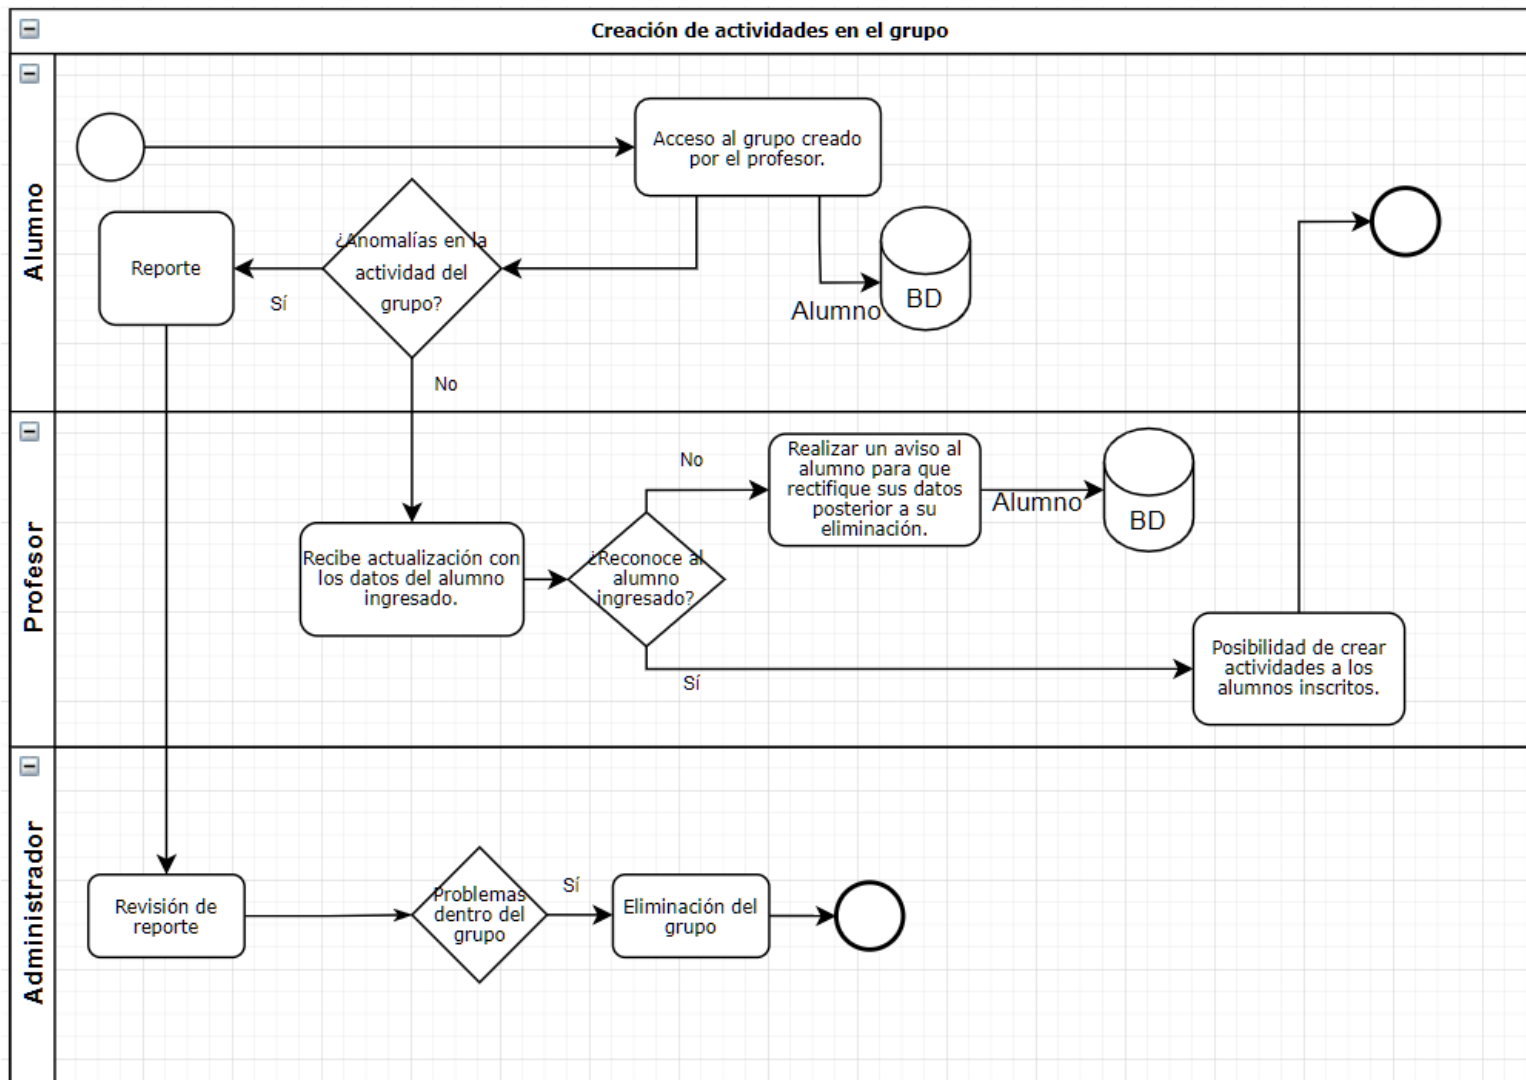 Creación de actividades en el grupo
Alumno
Acceso al grupo creado
por el profesor.
¿Anomalías en la
actividad del
grupo?
Reporte
Sí
No
Alumno
BD
Profesor
Recibe actualización con
los datos del alumno
ingresado.
¿Reconoce al
alumno
ingresado?
No
Realizar un aviso al
alumno para que
rectifique sus datos
posterior a su
eliminación.
Alumno
BD
Sí
Posibilidad de crear
actividades a los
alumnos inscritos.
Administrador
Revisión de
reporte
Problemas
dentro del
grupo
Sí
Eliminación del
grupo